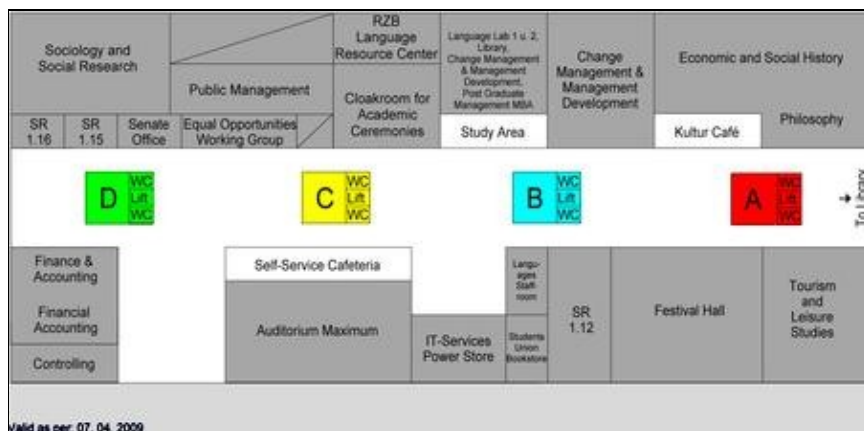 Sociology and
Social Research
SR
1.16
SR
1.15
Senate
Office
Public Management
Equal Opportunities
Working Group
RZB
Language
Resource Center
Cloakroom for
Academic
Ceremonies
Language Lab 1 u. 2,
Library,
Change Management
& Management
Development,
Post Graduate
Management MBA
Study Area
Change
Management &
Management
Development
Economic and Social History
Kultur Café
Philosophy
D
WC
Lift
WC
C
WC
Lift
WC
B
WC
Lift
WC
A
WC
Lift
WC
To Library
Finance &
Accounting
Financial
Accounting
Controlling
Self-Service Cafeteria
Auditorium Maximum
IT-Services
Power Store
Langu-
ages
Staff-
room
Students
Union
Bookstore
SR
1.12
Festival Hall
Tourism
and
Leisure
Studies
Valid as per: 07. 04. 2009